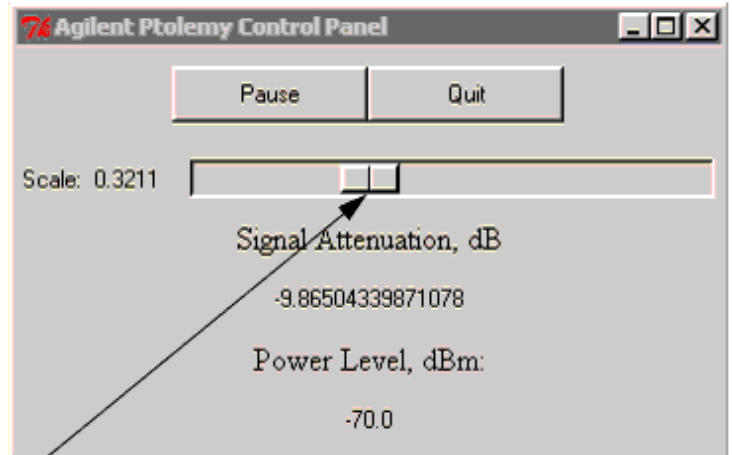 Agilent Ptolemy Control Panel
Pause Quit
Scale: 0.3211
Signal Attenuation, dB
-9.86504339871078
Power Level, dBm:
-70.0